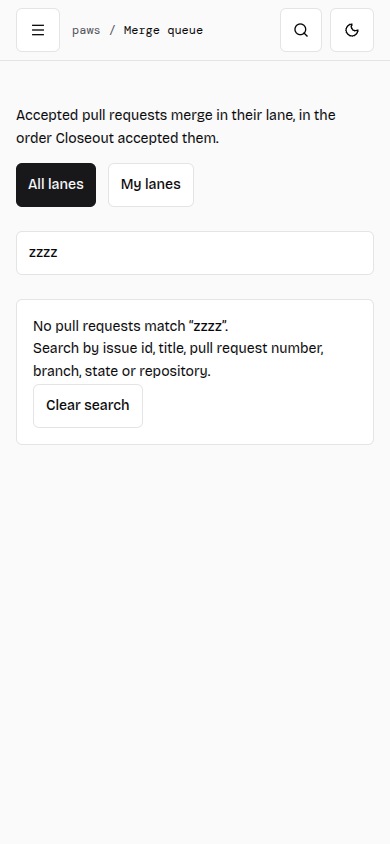 paws / Merge queue
Accepted pull requests merge in their lane, in the
order Closeout accepted them.
All lanes
My lanes
zzzz
No pull requests match “zzzz”.
Search by issue id, title, pull request number,
branch, state or repository.
Clear search